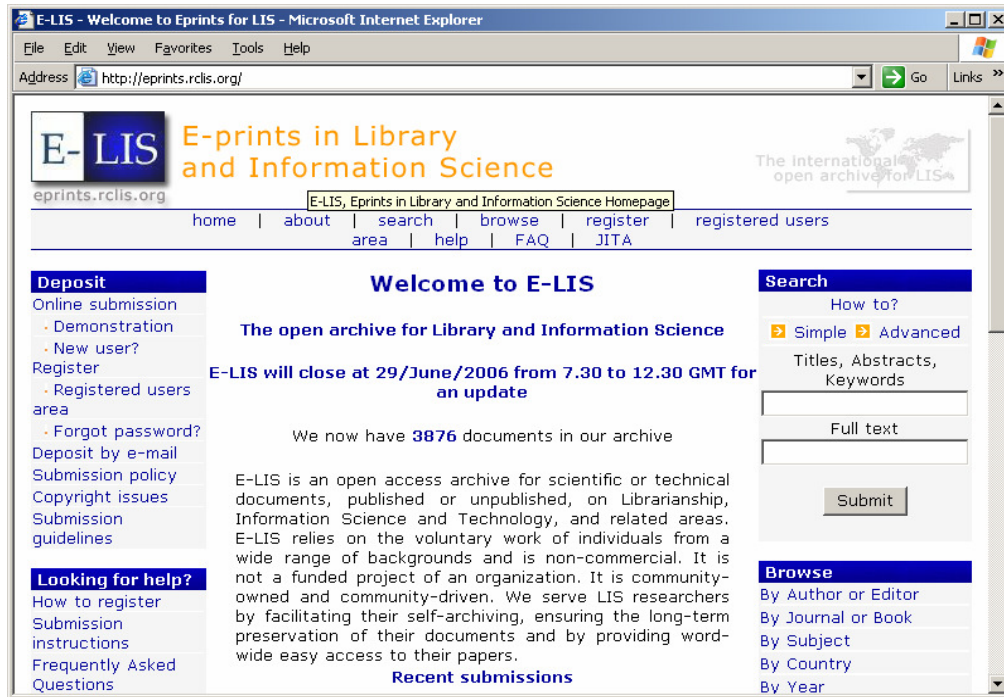 E-LIS - Welcome to Eprints for LIS - Microsoft Internet Explorer
File Edit View Favorites Tools Help
Address http://eprints.rclis.org/ Go Links »
E-LIS
eprints.rclis.org
E-prints in Library
and Information Science
The international
open archive for LIS
E-LIS, Eprints in Library and Information Science Homepage
home | about | search | browse | register | registered users
area | help | FAQ | JITA
Deposit
Online submission
· Demonstration
· New user?
Register
· Registered users
area
· Forgot password?
Deposit by e-mail
Submission policy
Copyright issues
Submission
guidelines
Looking for help?
How to register
Submission
instructions
Frequently Asked
Questions
Welcome to E-LIS
The open archive for Library and Information Science
E-LIS will close at 29/June/2006 from 7.30 to 12.30 GMT for
an update
We now have 3876 documents in our archive
E-LIS is an open access archive for scientific or technical
documents, published or unpublished, on Librarianship,
Information Science and Technology, and related areas.
E-LIS relies on the voluntary work of individuals from a
wide range of backgrounds and is non-commercial. It is
not a funded project of an organization. It is community-
owned and community-driven. We serve LIS researchers
by facilitating their self-archiving, ensuring the long-term
preservation of their documents and by providing word-
wide easy access to their papers.
Recent submissions
Search
How to?
Simple Advanced
Titles, Abstracts,
Keywords
Full text
Submit
Browse
By Author or Editor
By Journal or Book
By Subject
By Country
By Year